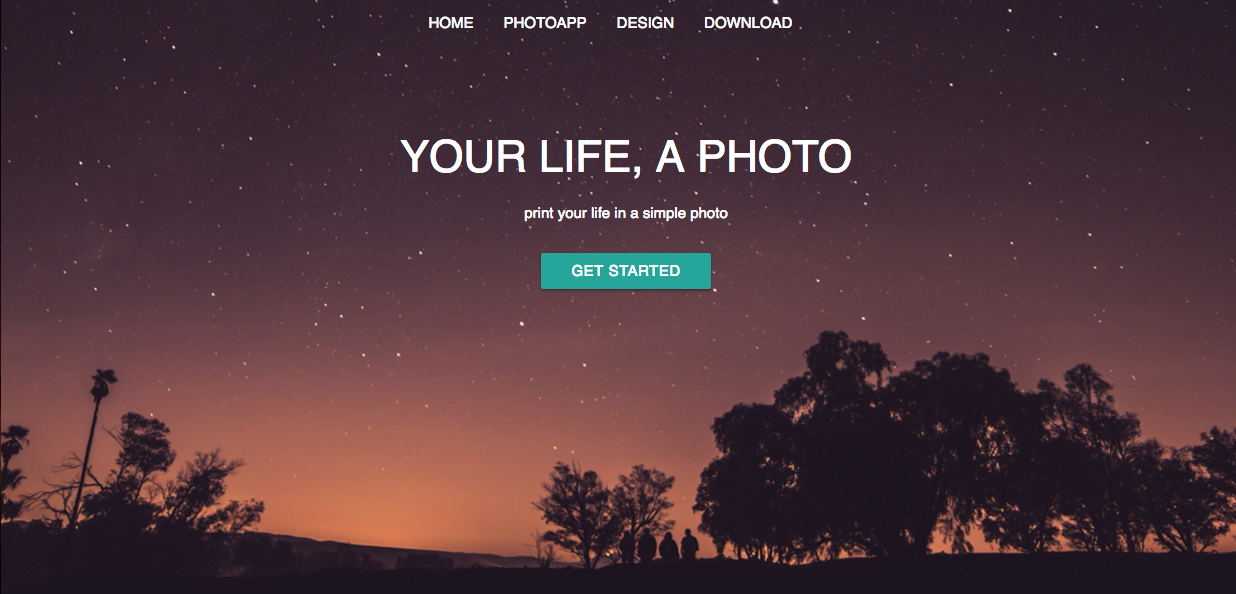 HOME PHOTOAPP DESIGN DOWNLOAD
YOUR LIFE, A PHOTO
print your life in a simple photo
GET STARTED